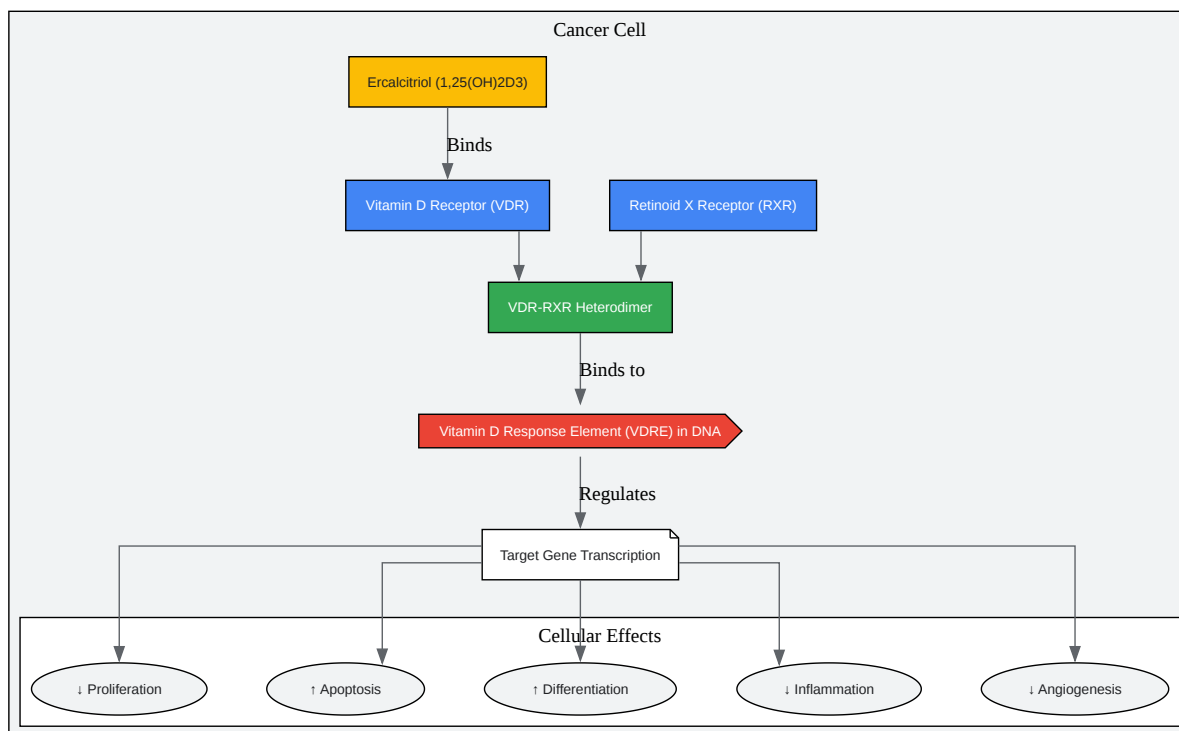 Cancer Cell
Ercalcitriol (1,25(OH)2D3)
Binds
Vitamin D Receptor (VDR)
Retinoid X Receptor (RXR)
VDR-RXR Heterodimer
Binds to
Vitamin D Response Element (VDRE) in DNA
Regulates
Target Gene Transcription
Cellular Effects
↓ Proliferation
↑ Apoptosis
↑ Differentiation
↓ Inflammation
↓ Angiogenesis